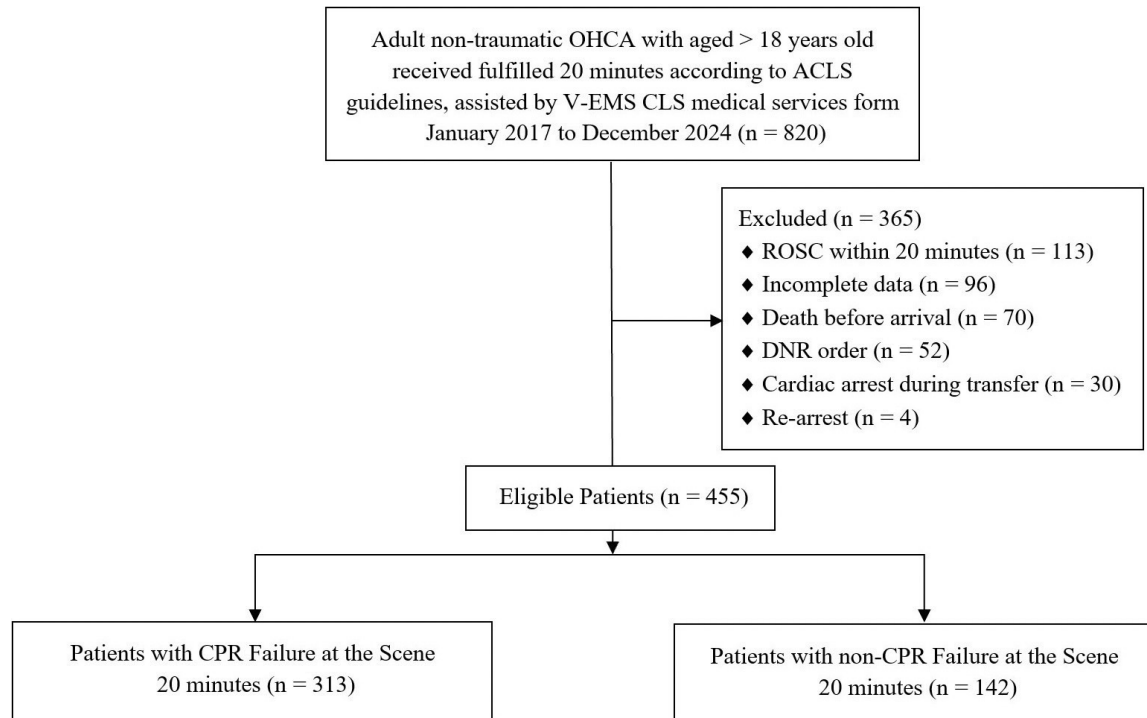 Adult non-traumatic OHCA with aged > 18 years old
received fulfilled 20 minutes according to ACLS
guidelines, assisted by V-EMS CLS medical services form
January 2017 to December 2024 (n = 820)
Excluded (n = 365)
♦ ROSC within 20 minutes (n = 113)
♦ Incomplete data (n = 96)
♦ Death before arrival (n = 70)
♦ DNR order (n = 52)
♦ Cardiac arrest during transfer (n = 30)
♦ Re-arrest (n = 4)
Eligible Patients (n = 455)
Patients with CPR Failure at the Scene
20 minutes (n = 313)
Patients with non-CPR Failure at the Scene
20 minutes (n = 142)